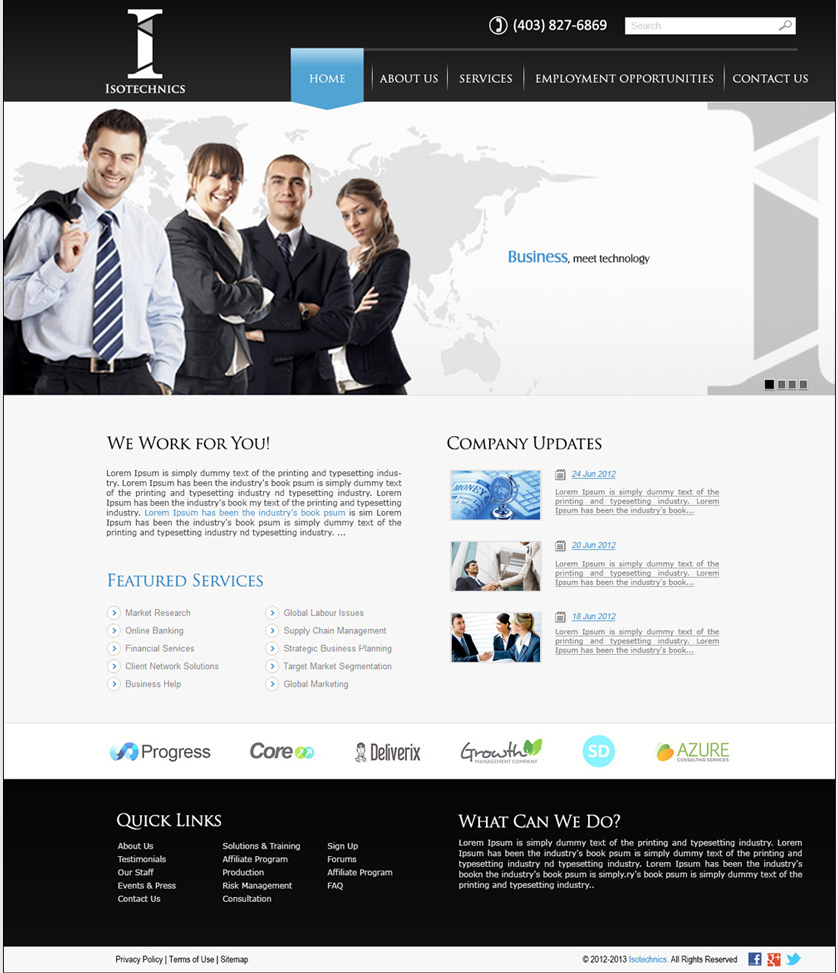 (403) 827-6869
Search
ISOTECHNICS
HOME
ABOUT US
SERVICES
EMPLOYMENT OPPORTUNITIES
CONTACT US
Business, meet technology
WE WORK FOR YOU!
Lorem Ipsum is simply dummy text of the printing and typesetting indus-
try. Lorem Ipsum has been the industry's book psum is simply dummy text
of the printing and typesetting industry nd typesetting industry. Lorem
Ipsum has been the industry's book my text of the printing and typesetting
industry. Lorem Ipsum has been the industry's book psum is sim Lorem
Ipsum has been the industry's book psum is simply dummy text of the
printing and typesetting industry nd typesetting industry. ...
FEATURED SERVICES
Market Research
Online Banking
Financial Services
Client Network Solutions
Business Help
Global Labour Issues
Supply Chain Management
Strategic Business Planning
Target Market Segmentation
Global Marketing
COMPANY UPDATES
MONEY
24 Jun 2012
Lorem Ipsum is simply dummy text of the
printing and typesetting industry. Lorem
Ipsum has been the industry's book...
20 Jun 2012
Lorem Ipsum is simply dummy text of the
printing and typesetting industry. Lorem
Ipsum has been the industry's book...
18 Jun 2012
Lorem Ipsum is simply dummy text of the
printing and typesetting industry. Lorem
Ipsum has been the industry's book...
Progress
Core
Deliverix
Growth
MANAGEMENT COMPANY
SD
AZURE
CONSULTING SERVICES
QUICK LINKS
About Us
Testimonials
Our Staff
Events & Press
Contact Us
Solutions & Training
Affiliate Program
Production
Risk Management
Consultation
Sign Up
Forums
Affiliate Program
FAQ
WHAT CAN WE DO?
Lorem Ipsum is simply dummy text of the printing and typesetting industry. Lorem
Ipsum has been the industry's book psum is simply dummy text of the printing and
typesetting industry nd typesetting industry. Lorem Ipsum has been the industry's
bookn the industry's book psum is simply.ry's book psum is simply dummy text of the
printing and typesetting industry..
Privacy Policy | Terms of Use | Sitemap
© 2012-2013 Isotechnics. All Rights Reserved